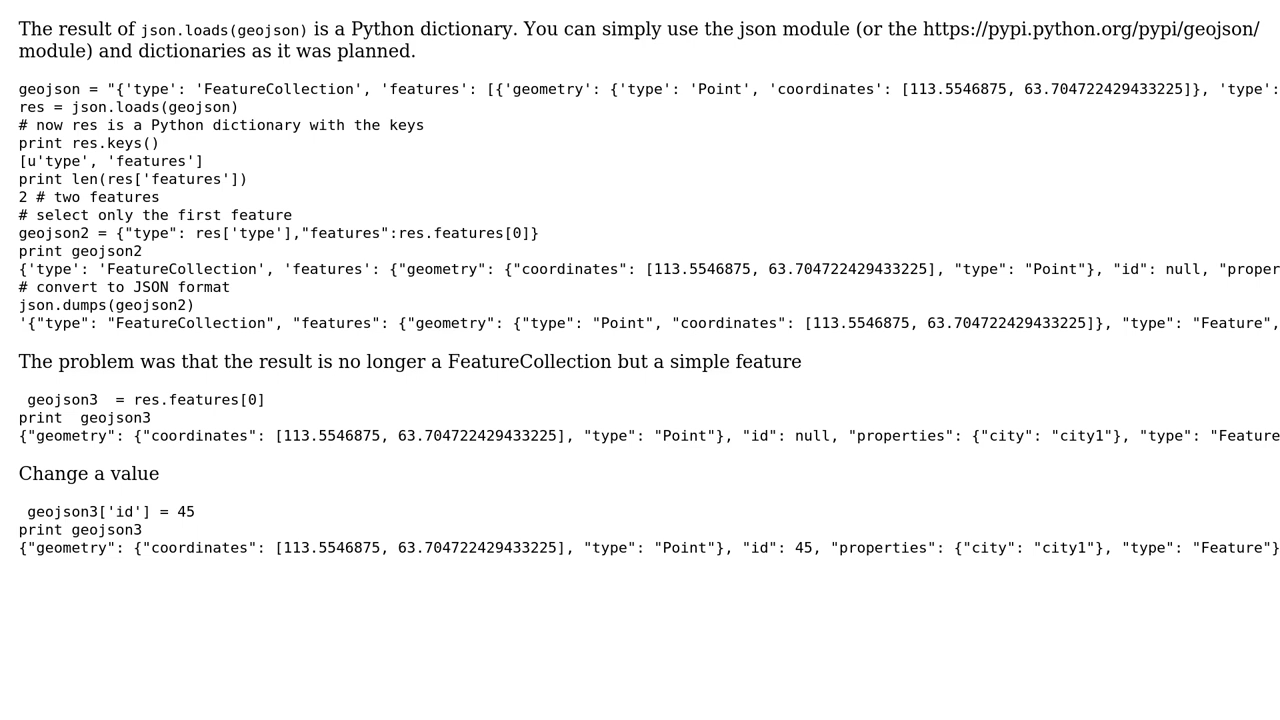 The result of json.loads(geojson) is a Python dictionary. You can simply use the json module (or the https://pypi.python.org/pypi/geojson/
module) and dictionaries as it was planned.
geojson = "{'type': 'FeatureCollection', 'features': [{'geometry': {'type': 'Point', 'coordinates': [113.5546875, 63.704722429433225]}, 'type':
res = json.loads(geojson)
# now res is a Python dictionary with the keys
print res.keys()
[u'type', 'features']
print len(res['features'])
2 # two features
# select only the first feature
geojson2 = {"type": res['type'],"features":res.features[0]}
print geojson2
{'type': 'FeatureCollection', 'features': {"geometry": {"coordinates": [113.5546875, 63.704722429433225], "type": "Point"}, "id": null, "proper
# convert to JSON format
json.dumps(geojson2)
'{"type": "FeatureCollection", "features": {"geometry": {"type": "Point", "coordinates": [113.5546875, 63.704722429433225]}, "type": "Feature",
The problem was that the result is no longer a FeatureCollection but a simple feature
 geojson3  = res.features[0]
print  geojson3
{"geometry": {"coordinates": [113.5546875, 63.704722429433225], "type": "Point"}, "id": null, "properties": {"city": "city1"}, "type": "Feature
Change a value
 geojson3['id'] = 45
print geojson3
{"geometry": {"coordinates": [113.5546875, 63.704722429433225], "type": "Point"}, "id": 45, "properties": {"city": "city1"}, "type": "Feature"}